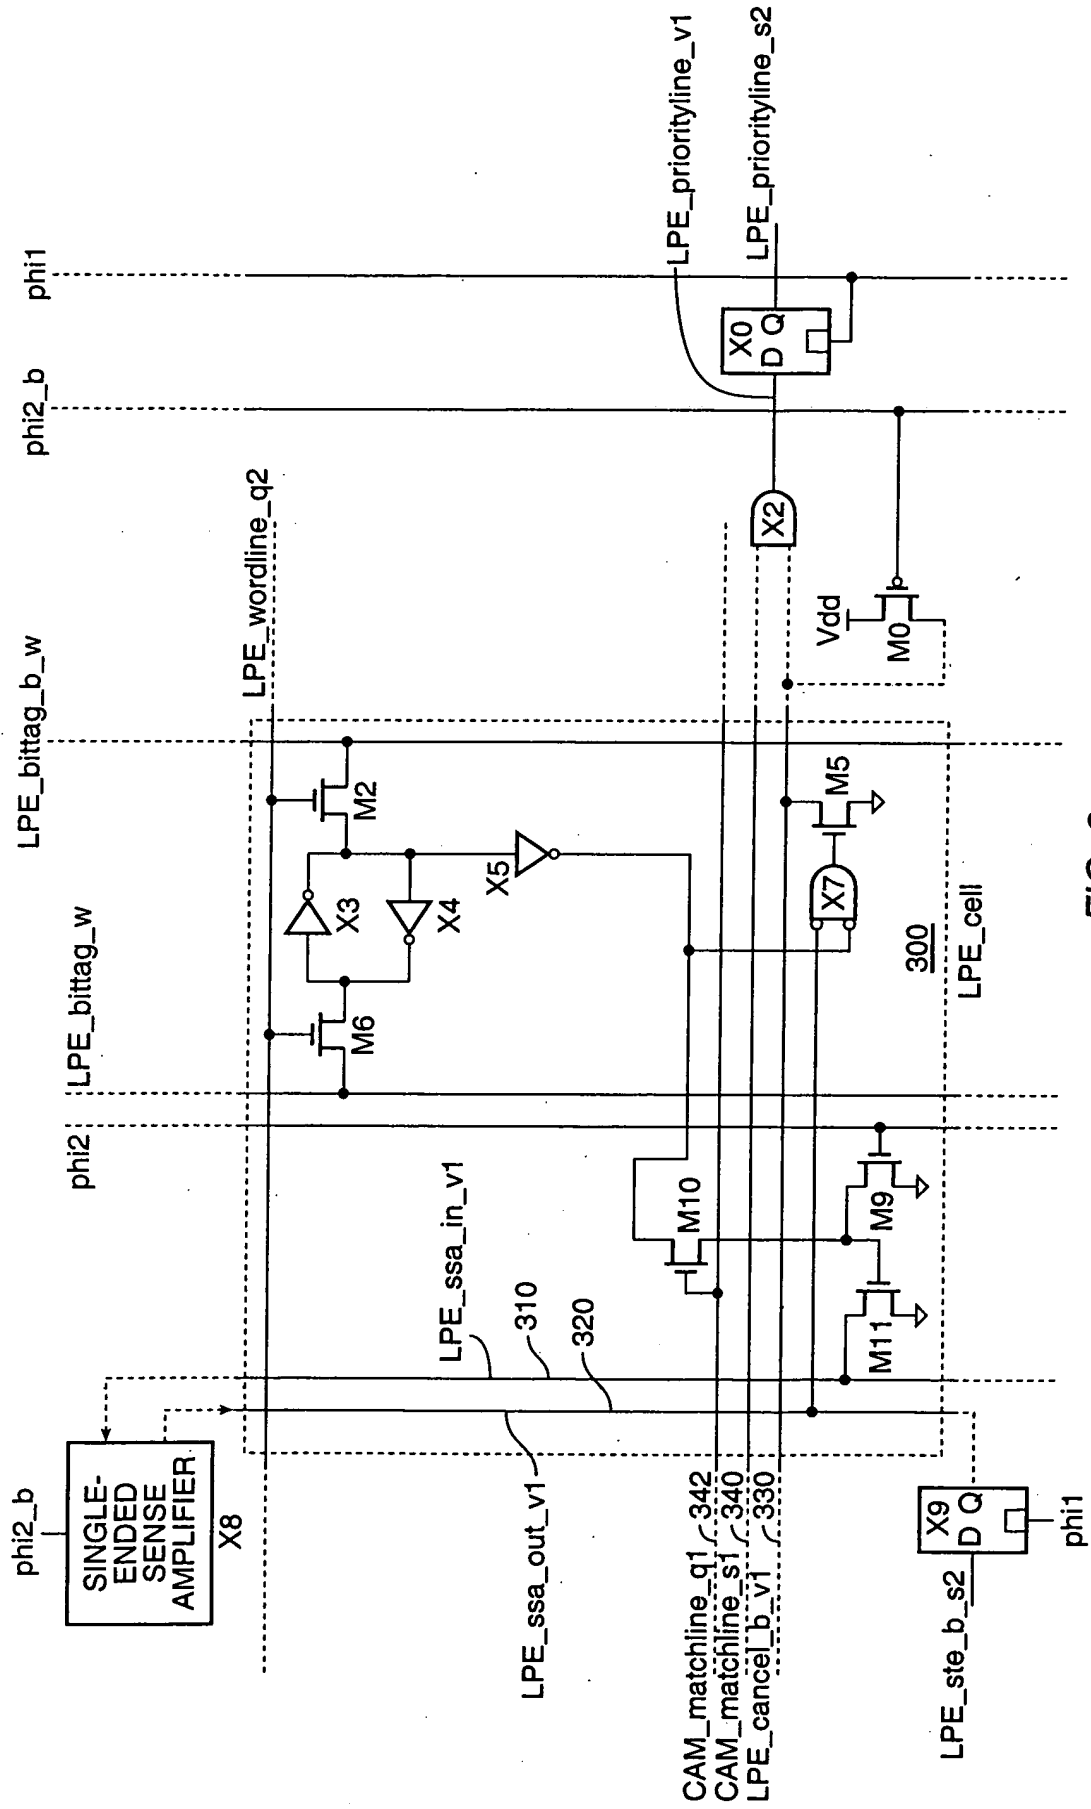 phi2_b
SINGLE-
ENDED
SENSE
AMPLIFIER
X8
LPE_ssa_in_v1
310
320
LPE_ssa_out_v1
phi2
LPE_bittag_w
LPE_bittag_b_w
LPE_wordline_q2
phi2_b
phi1
M6
X3
X4
M2
X5
M10
CAM_matchline_q1 342
CAM_matchline_s1 340
LPE_cancel_b_v1 330
M11
M9
X7
M5
300
LPE_cell
Vdd
M0
X2
X0
D Q
LPE_priorityline_v1
LPE_priorityline_s2
X9
D Q
phi1
LPE_ste_b_s2